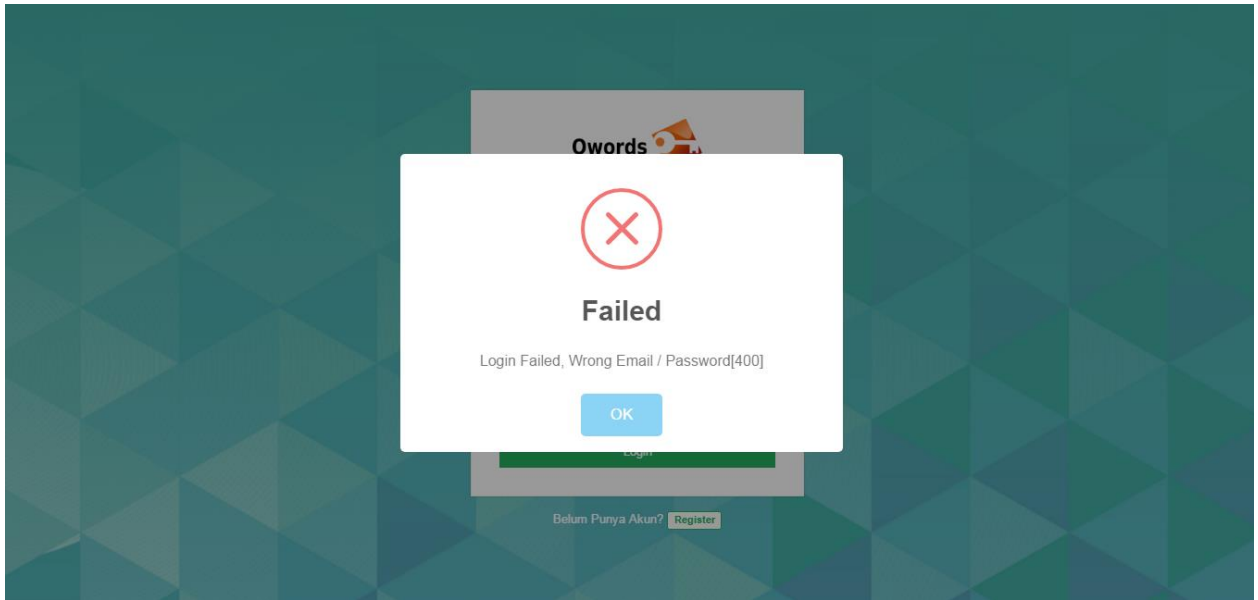 Owords
Failed
Login Failed, Wrong Email / Password[400]
OK
Login
Belum Punya Akun? Register